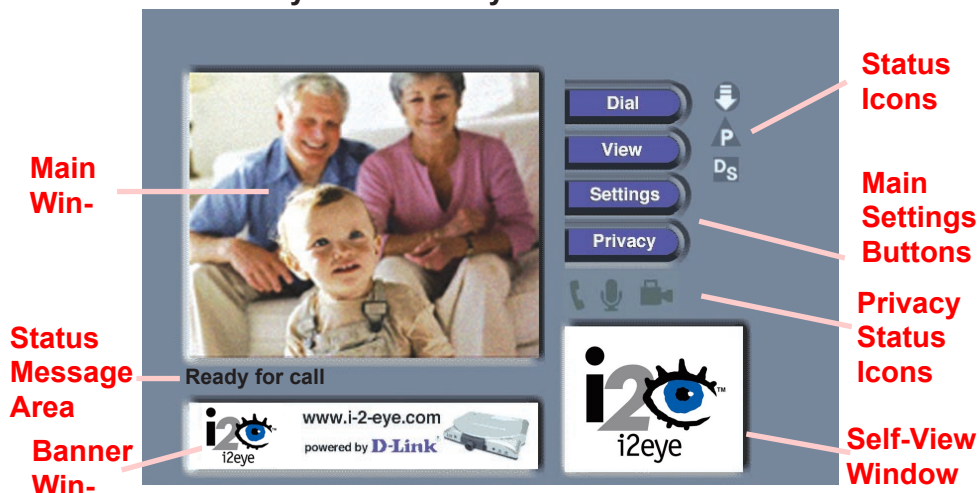 Main
Win-
Status
Message
Area
Banner
Win-
Dial
View
Settings
Privacy
P
DS
Ready for call
i2
i2eye
www.i-2-eye.com
powered by D-Link
i2
TM
i2eye
Status
Icons
Main
Settings
Buttons
Privacy
Status
Icons
Self-View
Window